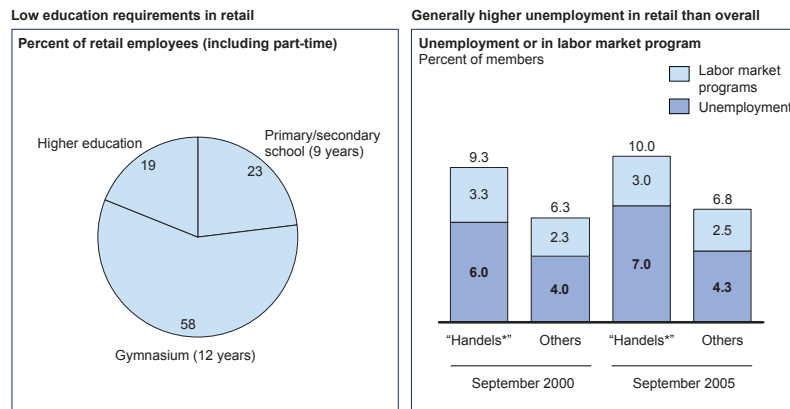 Low education requirements in retail
Percent of retail employees (including part-time)
Higher education
19
Primary/secondary
school (9 years)
23
58
Gymnasium (12 years)
Generally higher unemployment in retail than overall
Unemployment or in labor market program
Percent of members
Labor market
programs
Unemployment
9.3
3.3
6.0
6.3
2.3
4.0
10.0
3.0
7.0
6.8
2.5
4.3
“Handels*” Others “Handels*” Others
September 2000 September 2005